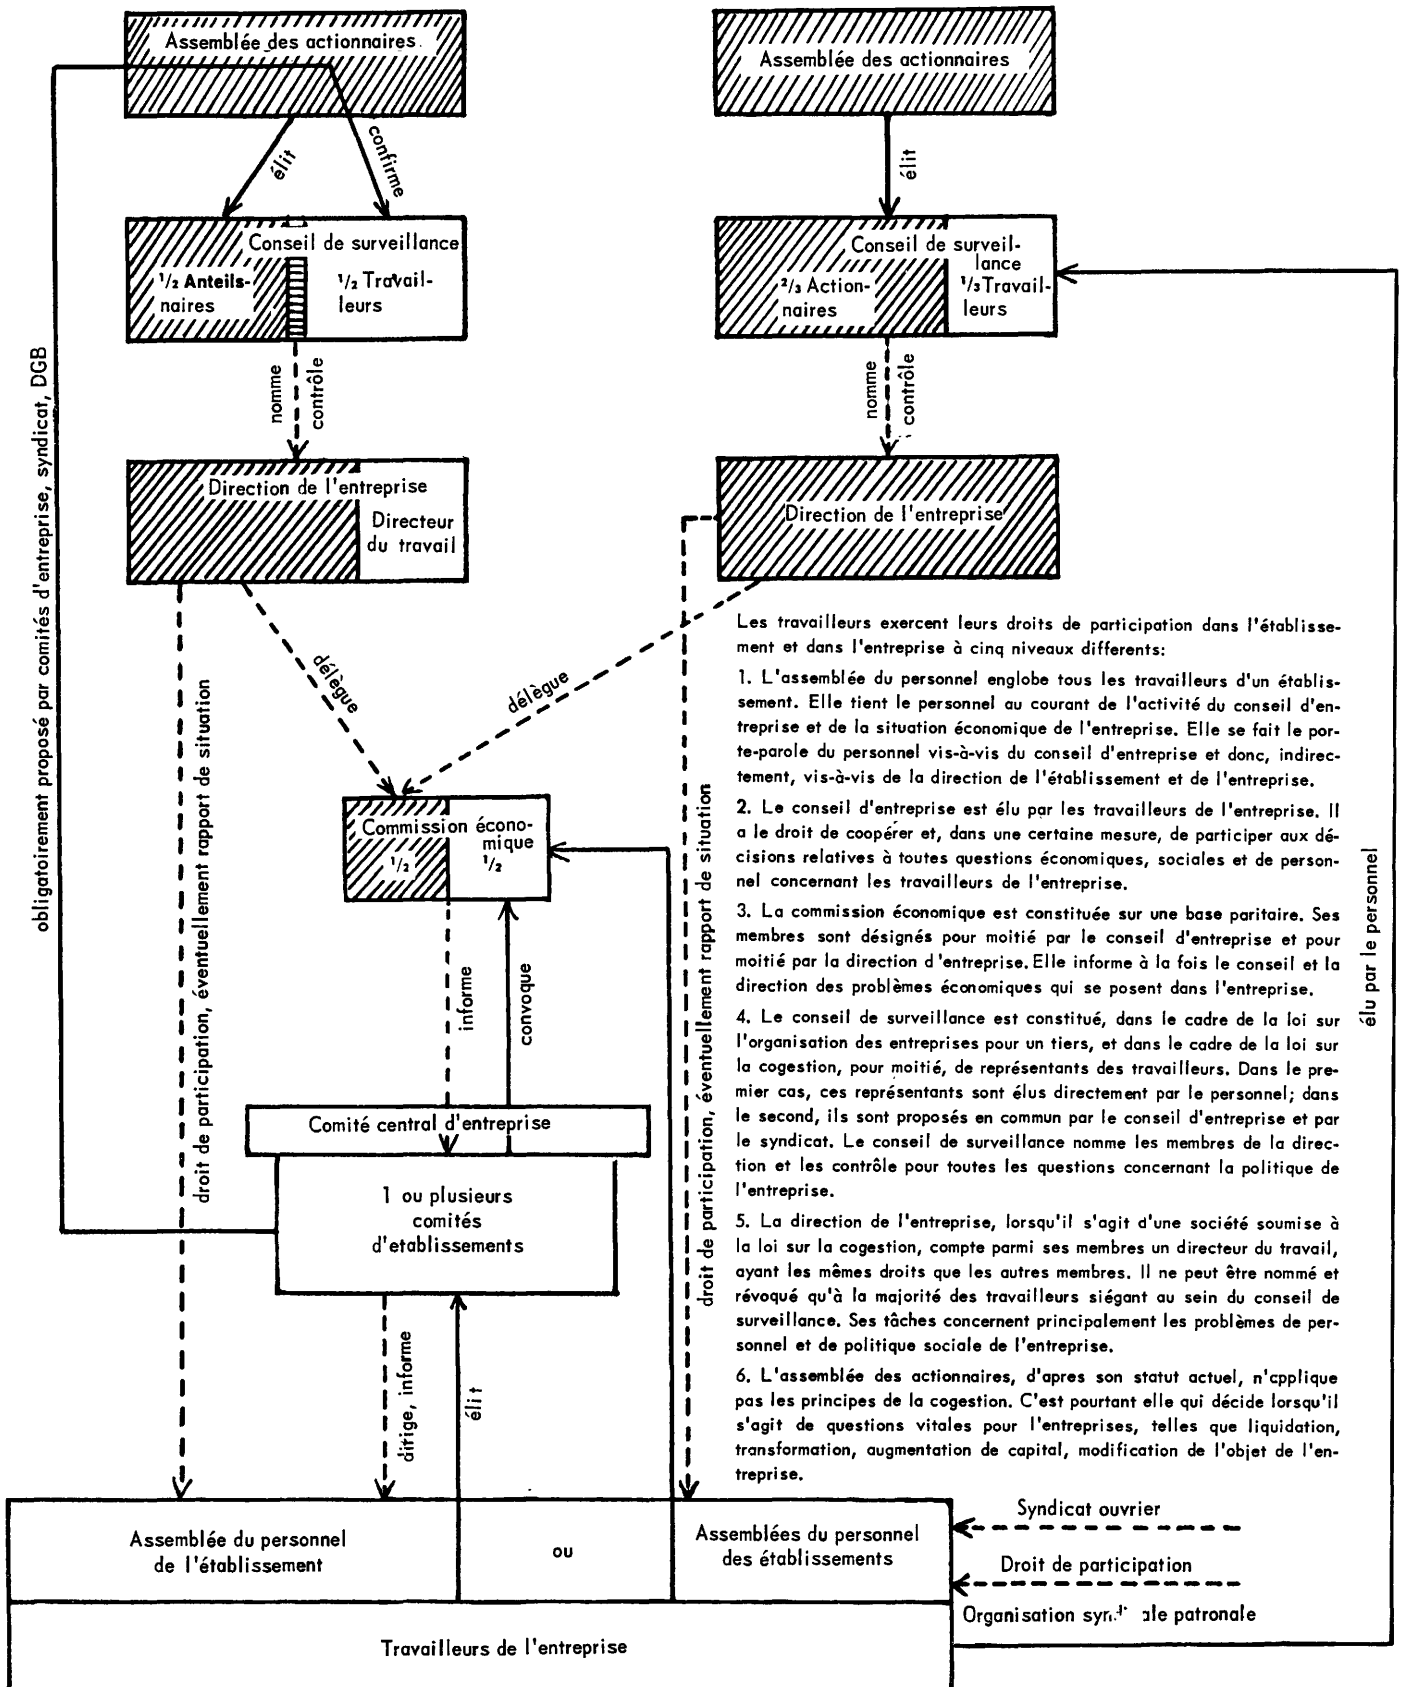 Assemblée des actionnaires
Assemblée des actionnaires
élit
confirme
élit
Conseil de surveillance
1/2 Anteils-
naires
1/2 Travail-
leurs
Conseil de surveil-
lance
2/3 Action-
naires
1/3 Travail-
leurs
nomme
contrôle
nomme
contrôle
obligatoirement proposé par comités d'entreprise, syndicat, DGB
Direction de l'entreprise
Directeur
du travail
Direction de l'entreprise
délègue
délègue
droit de participation, éventuellement rapport de situation
droit de participation, éventuellement rapport de situation
Commission écono-
mique
1/2
1/2
informe
convoque
Comité central d'entreprise
1 ou plusieurs
comités
d'etablissements
dirige, informe
élit
Les travailleurs exercent leurs droits de participation dans l'établisse-
ment et dans l'entreprise à cinq niveaux differents:
1. L'assemblée du personnel englobe tous les travailleurs d'un établis-
sement. Elle tient le personnel au courant de l'activité du conseil d'en-
treprise et de la situation économique de l'entreprise. Elle se fait le por-
te-parole du personnel vis-à-vis du conseil d'entreprise et donc, indirec-
tement, vis-à-vis de la direction de l'établissement et de l'entreprise.
2. Le conseil d'entreprise est élu par les travailleurs de l'entreprise. Il
a le droit de coopérer et, dans une certaine mesure, de participer aux dé-
cisions relatives à toutes questions économiques, sociales et de person-
nel concernant les travailleurs de l'entreprise.
3. La commission économique est constituée sur une base paritaire. Ses
membres sont désignés pour moitié par le conseil d'entreprise et pour
moitié par la direction d'entreprise. Elle informe à la fois le conseil et la
direction des problèmes économiques qui se posent dans l'entreprise.
4. Le conseil de surveillance est constitué, dans le cadre de la loi sur
l'organisation des entreprises pour un tiers, et dans le cadre de la loi sur
la cogestion, pour moitié, de représentants des travailleurs. Dans le pre-
mier cas, ces représentants sont élus directement par le personnel; dans
le second, ils sont proposés en commun par le conseil d'entreprise et par
le syndicat. Le conseil de surveillance nomme les membres de la direc-
tion et les contrôle pour toutes les questions concernant la politique de
l'entreprise.
5. La direction de l'entreprise, lorsqu'il s'agit d'une société soumise à
la loi sur la cogestion, compte parmi ses membres un directeur du travail,
ayant les mêmes droits que les autres membres. Il ne peut être nommé et
révoqué qu'à la majorité des travailleurs siégant au sein du conseil de
surveillance. Ses tâches concernent principalement les problèmes de per-
sonnel et de politique sociale de l'entreprise.
6. L'assemblée des actionnaires, d'apres son statut actuel, n'applique
pas les principes de la cogestion. C'est pourtant elle qui décide lorsqu'il
s'agit de questions vitales pour l'entreprises, telles que liquidation,
transformation, augmentation de capital, modification de l'objet de l'en-
treprise.
élu par le personnel
Assemblée du personnel
de l'établissement
ou
Assemblées du personnel
des établissements
Syndicat ouvrier
Droit de participation
Organisation patronale
Travailleurs de l'entreprise